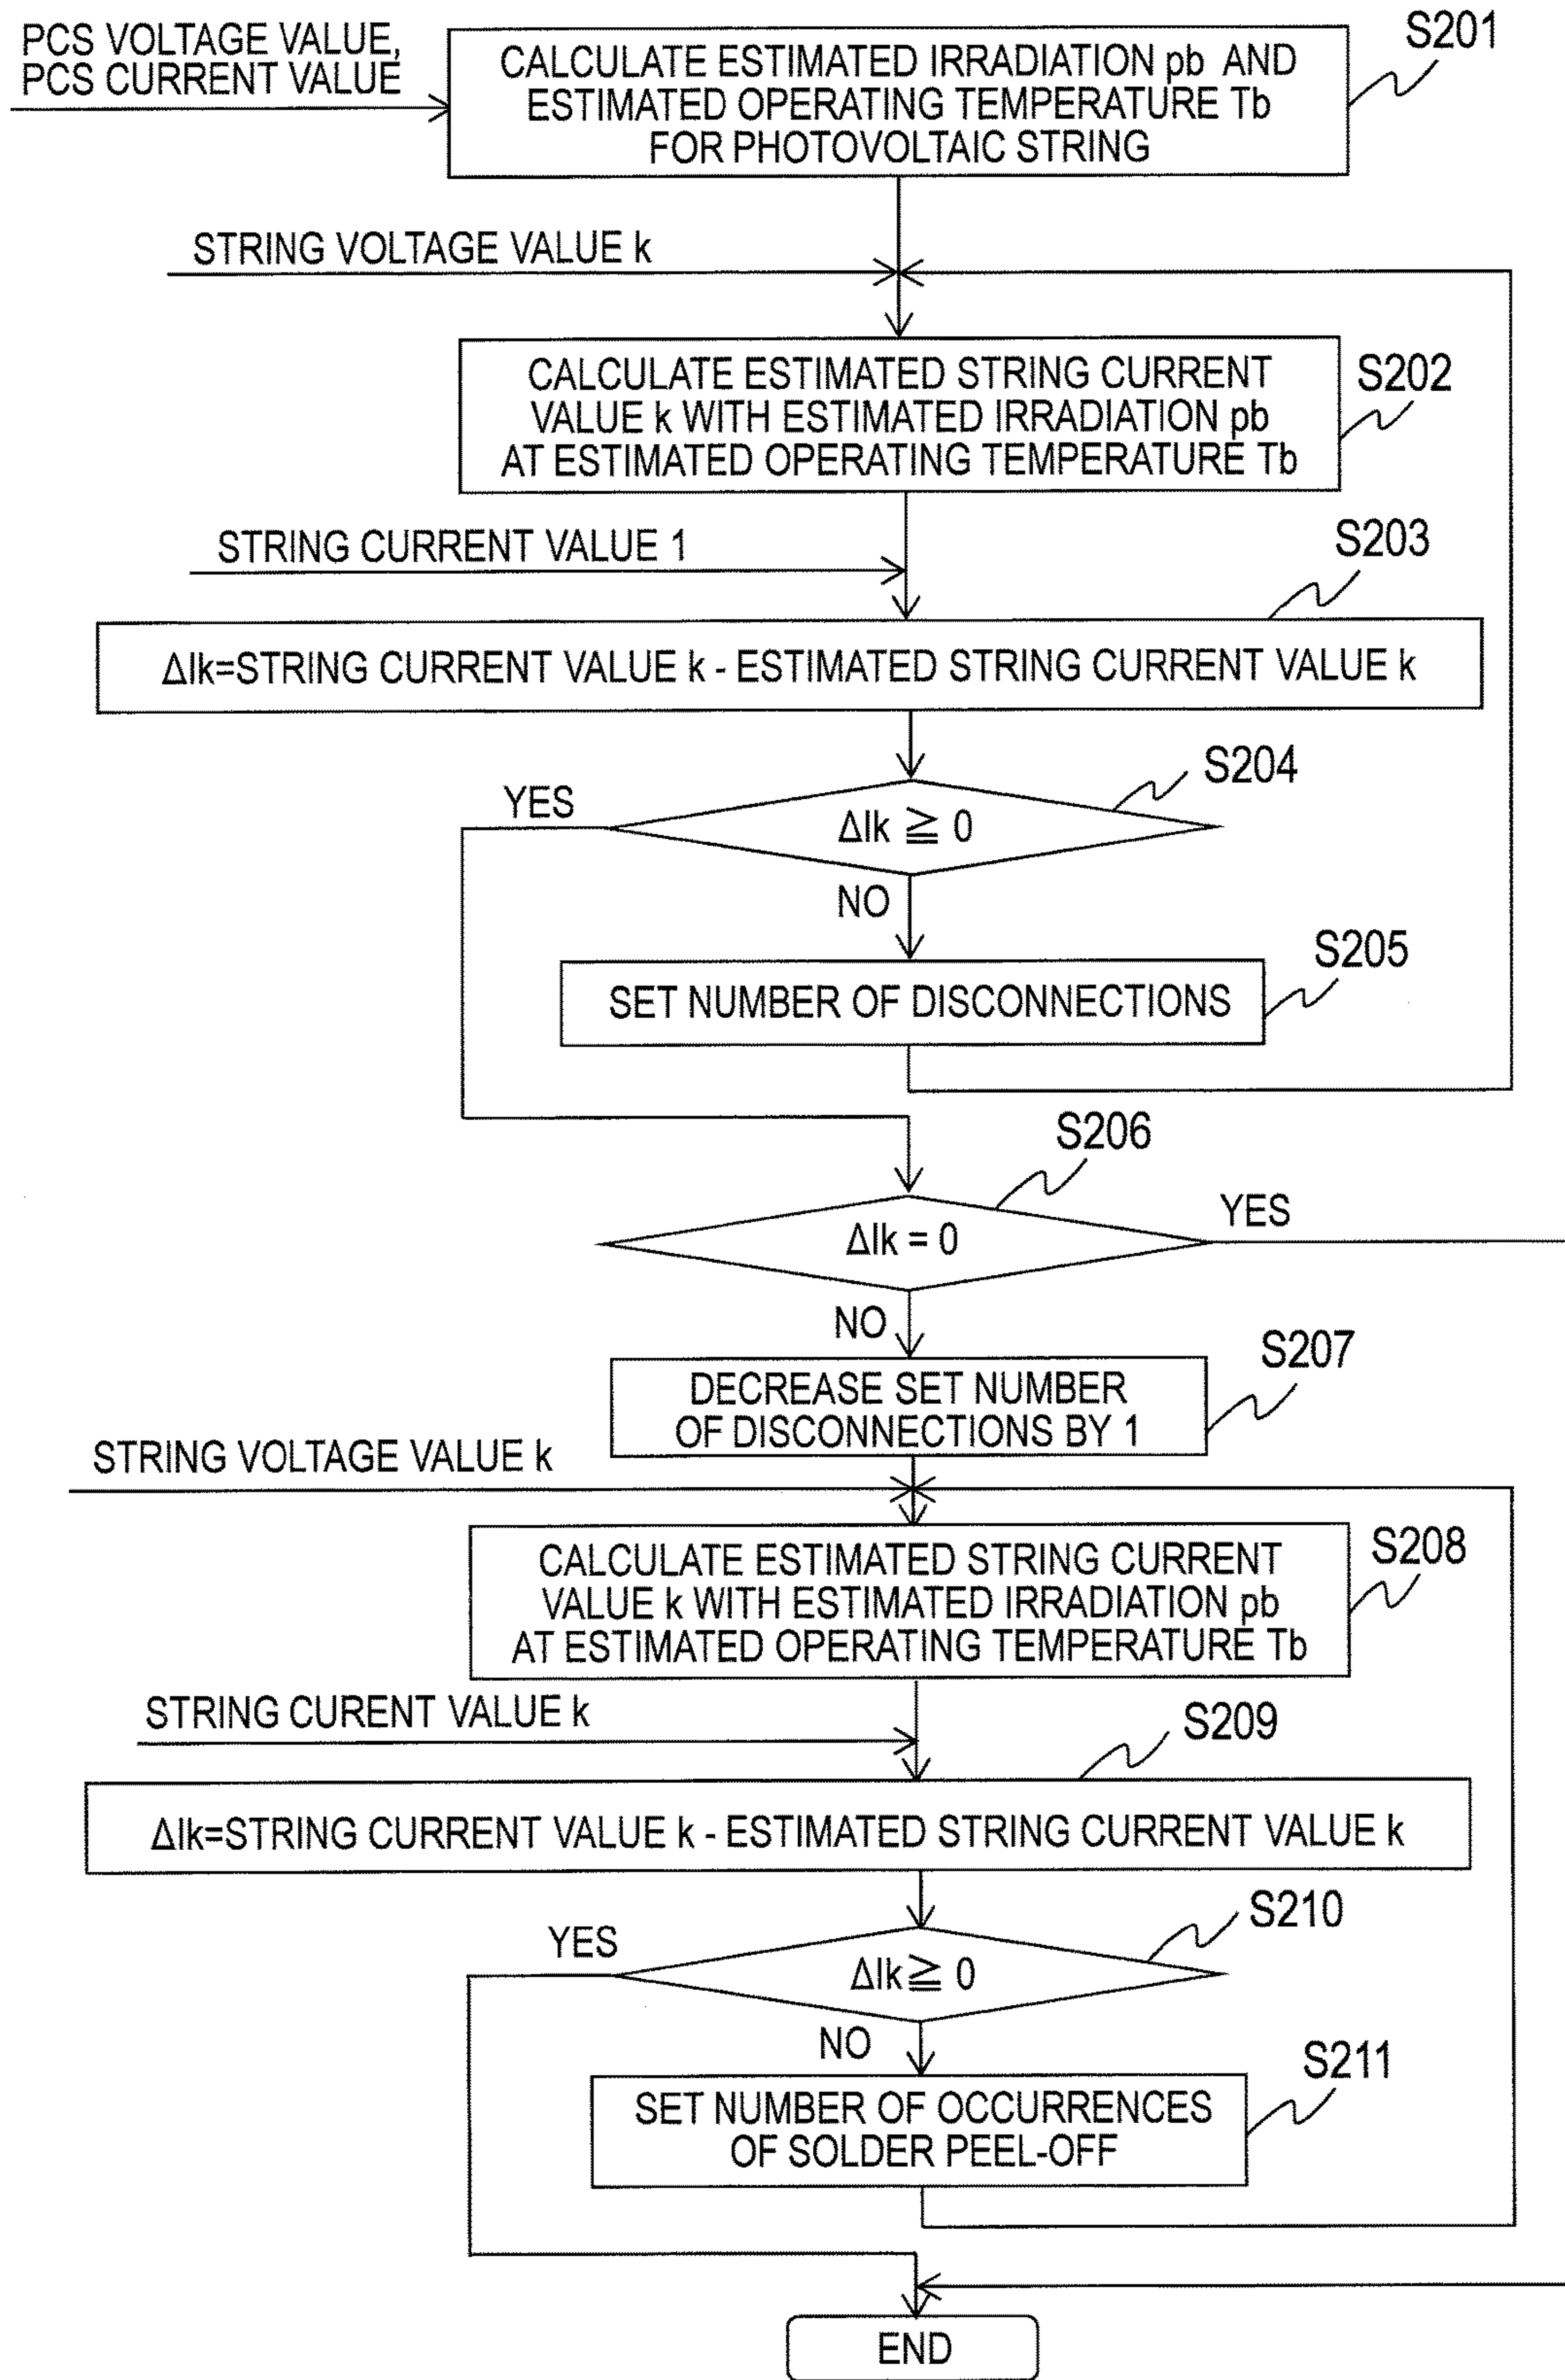 PCS VOLTAGE VALUE,
PCS CURRENT VALUE
S201
CALCULATE ESTIMATED IRRADIATION pb AND
ESTIMATED OPERATING TEMPERATURE Tb
FOR PHOTOVOLTAIC STRING
STRING VOLTAGE VALUE k
S202
CALCULATE ESTIMATED STRING CURRENT
VALUE k WITH ESTIMATED IRRADIATION pb
AT ESTIMATED OPERATING TEMPERATURE Tb
STRING CURRENT VALUE 1
S203
ΔIk=STRING CURRENT VALUE k - ESTIMATED STRING CURRENT VALUE k
S204
YES
ΔIk ≧ 0
NO
S205
SET NUMBER OF DISCONNECTIONS
S206
YES
ΔIk = 0
NO
S207
DECREASE SET NUMBER
OF DISCONNECTIONS BY 1
STRING VOLTAGE VALUE k
S208
CALCULATE ESTIMATED STRING CURRENT
VALUE k WITH ESTIMATED IRRADIATION pb
AT ESTIMATED OPERATING TEMPERATURE Tb
STRING CURENT VALUE k
S209
ΔIk=STRING CURRENT VALUE k - ESTIMATED STRING CURRENT VALUE k
S210
YES
ΔIk≧ 0
NO
S211
SET NUMBER OF OCCURRENCES
OF SOLDER PEEL-OFF
END